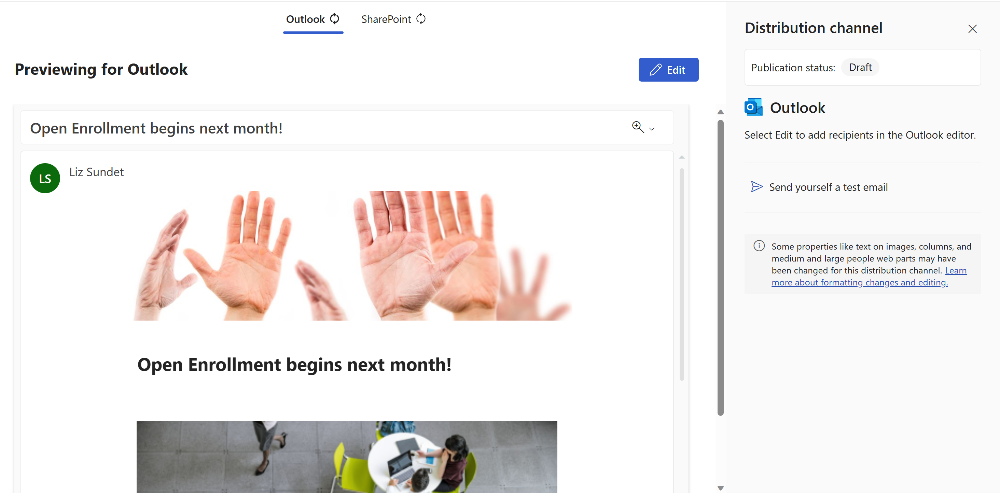 Outlook
SharePoint
Previewing for Outlook
Edit
Open Enrollment begins next month!
LS
Liz Sundet
Open Enrollment begins next month!
Distribution channel
Publication status: Draft
Outlook
Select Edit to add recipients in the Outlook editor.
Send yourself a test email
Some properties like text on images, columns, and
medium and large people web parts may have
been changed for this distribution channel. Learn
more about formatting changes and editing.